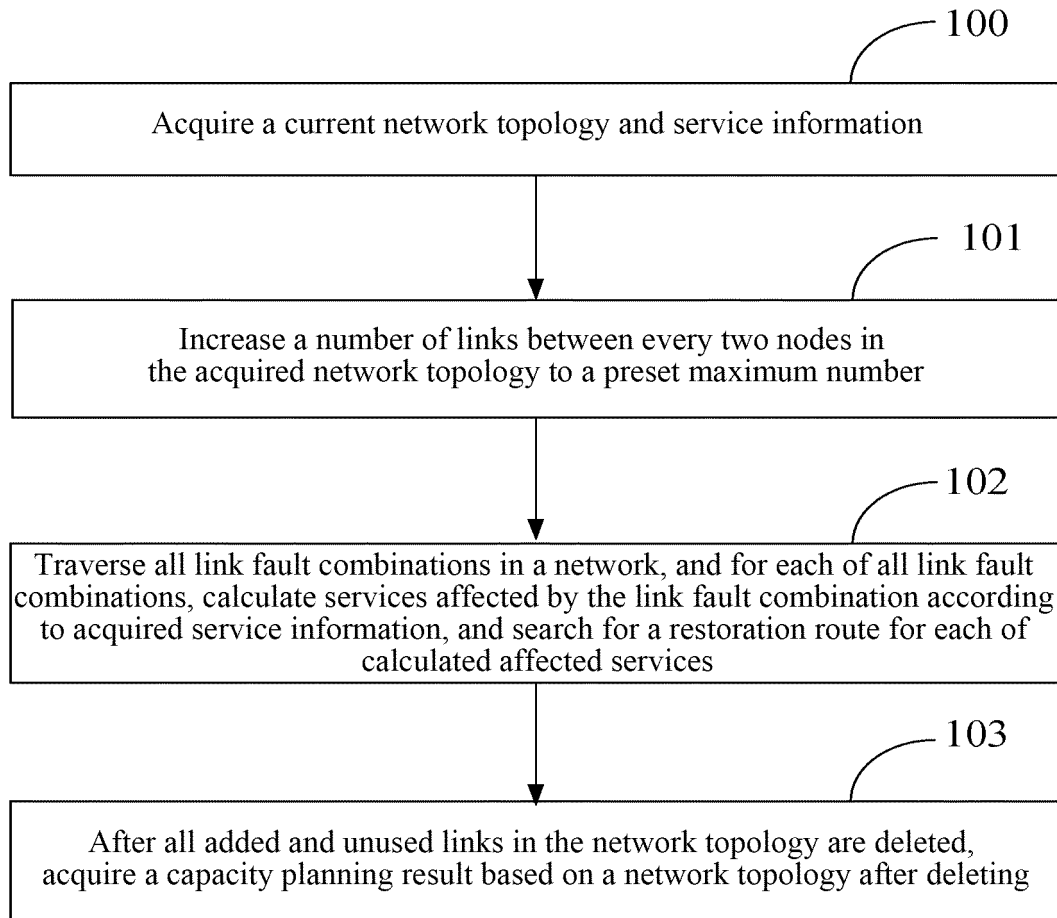 100
Acquire a current network topology and service information
101
Increase a number of links between every two nodes in
the acquired network topology to a preset maximum number
102
Traverse all link fault combinations in a network, and for each of all link fault
combinations, calculate services affected by the link fault combination according
to acquired service information, and search for a restoration route for each of
calculated affected services
103
After all added and unused links in the network topology are deleted,
acquire a capacity planning result based on a network topology after deleting